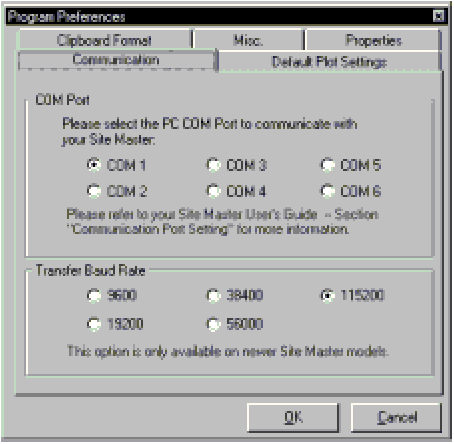 Program Preferences
Clipboard Format Misc. Properties
Communication Default Plot Settings
COM Port
Please select the PC COM Port to communicate with
your Site Master:
COM 1 COM 3 COM 5
COM 2 COM 4 COM 6
Please refer to your Site Master User's Guide -- Section
"Communication Port Setting" for more information.
Transfer Baud Rate
9600 38400 115200
19200 56000
This option is only available on newer Site Master models.
OK Cancel